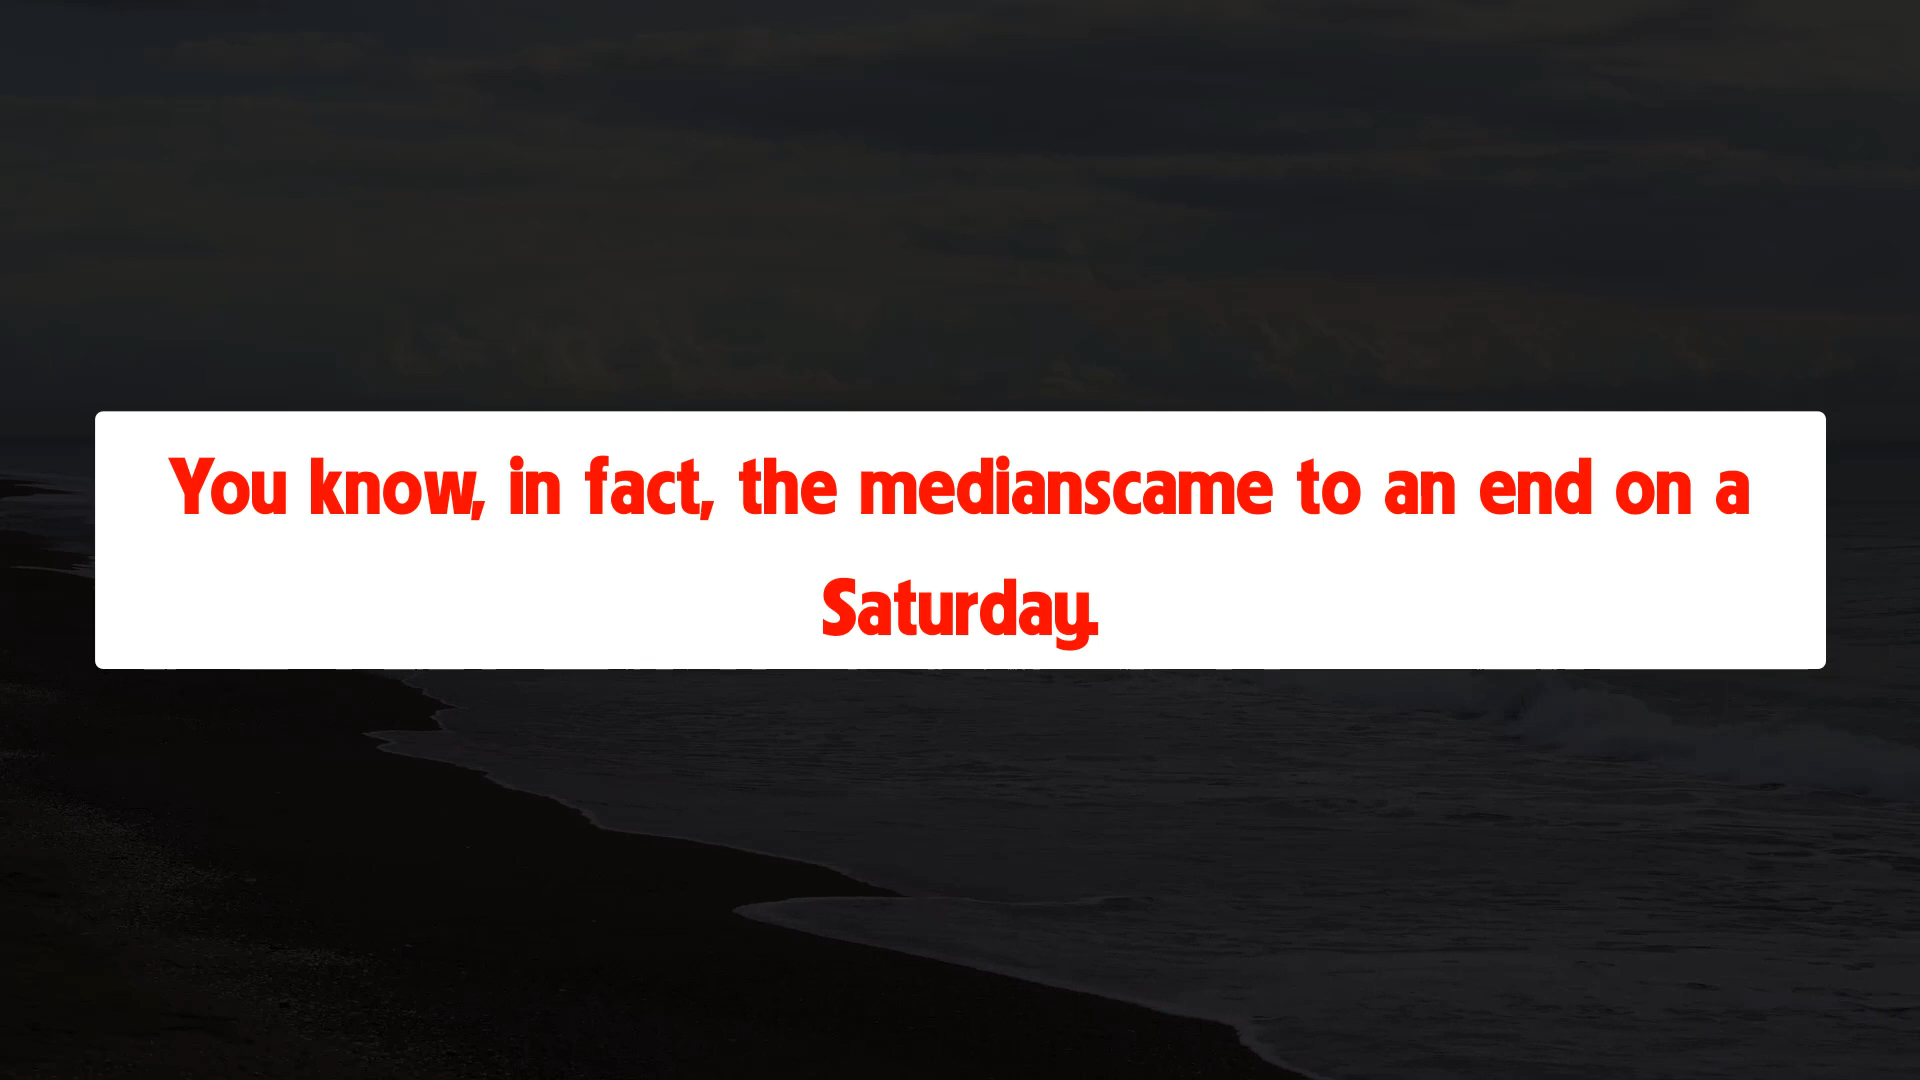 You know, in fact, the medianscame to an end on a
Saturday.